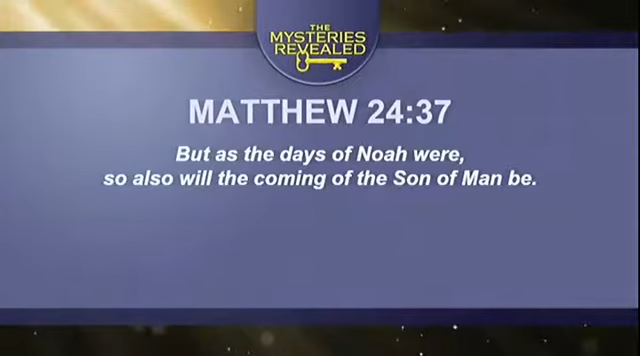 THE
MYSTERIES
REVEALED
MATTHEW 24:37
But as the days of Noah were,
so also will the coming of the Son of Man be.